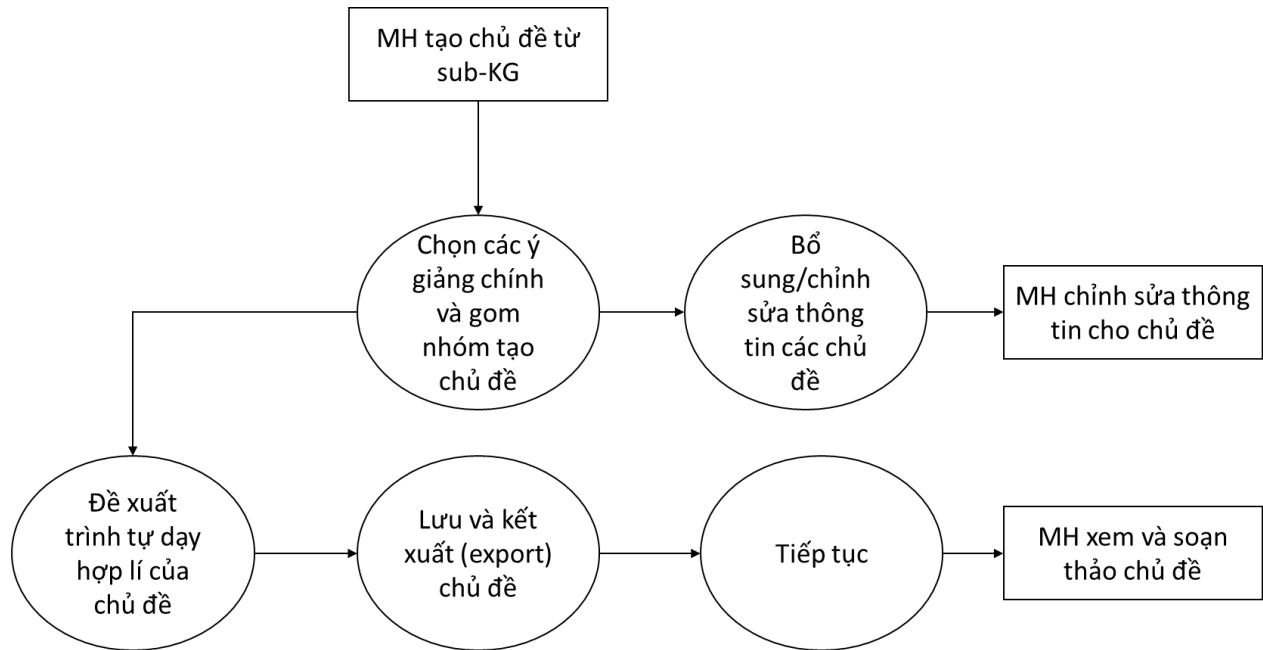 MH tạo chủ đề từ
sub-KG
Chọn các ý
giảng chính
và gom
nhóm tạo
chủ đề
Bổ
sung/chỉnh
sửa thông
tin các chủ
đề
MH chỉnh sửa thông
tin cho chủ đề
Đề xuất
trình tự dạy
hợp lí của
chủ đề
Lưu và kết
xuất (export)
chủ đề
Tiếp tục
MH xem và soạn
thảo chủ đề